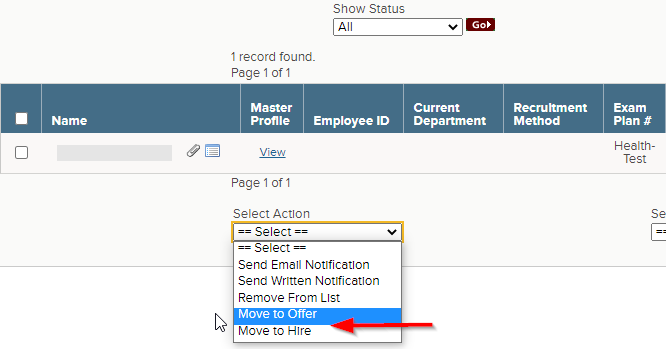 Show Status
All Go
1 record found.
Page 1 of 1
Name Master Profile Employee ID Current Department Recruitment Method Exam Plan #
View Health-Test
Page 1 of 1
Select Action Se
== Select == ==
== Select ==
Send Email Notification
Send Written Notification
Remove From List
Move to Offer
Move to Hire